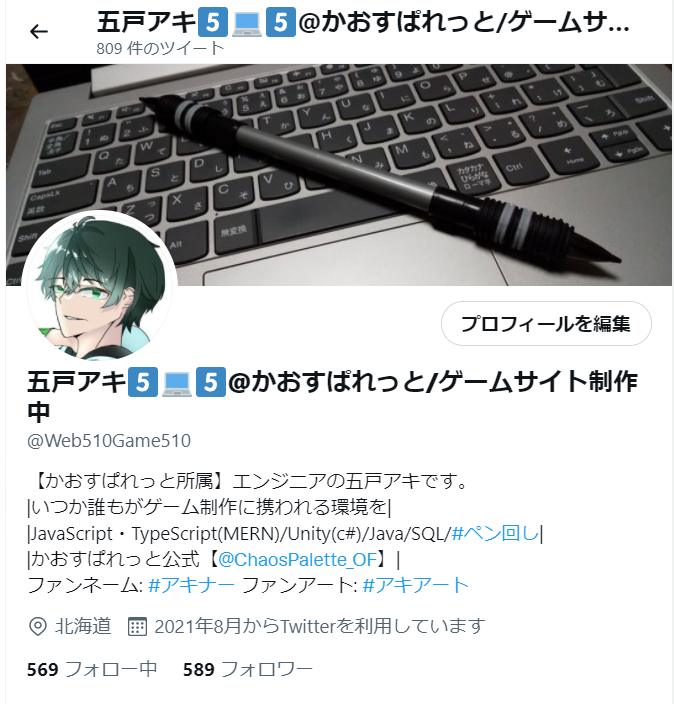 五戸アキ5️⃣💻5️⃣@かおすぱれっと/ゲームサ...
809 件のツイート
プロフィールを編集
五戸アキ5️⃣💻5️⃣@かおすぱれっと/ゲームサイト制作
中
@Web510Game510
【かおすぱれっと所属】エンジニアの五戸アキです。
|いつか誰もがゲーム制作に携われる環境を|
|JavaScript・TypeScript(MERN)/Unity(c#)/Java/SQL/#ペン回し|
|かおすぱれっと公式【@ChaosPalette_OF】|
ファンネーム: #アキナー ファンアート: #アキアート
北海道 2021年8月からTwitterを利用しています
569 フォロー中 589 フォロワー